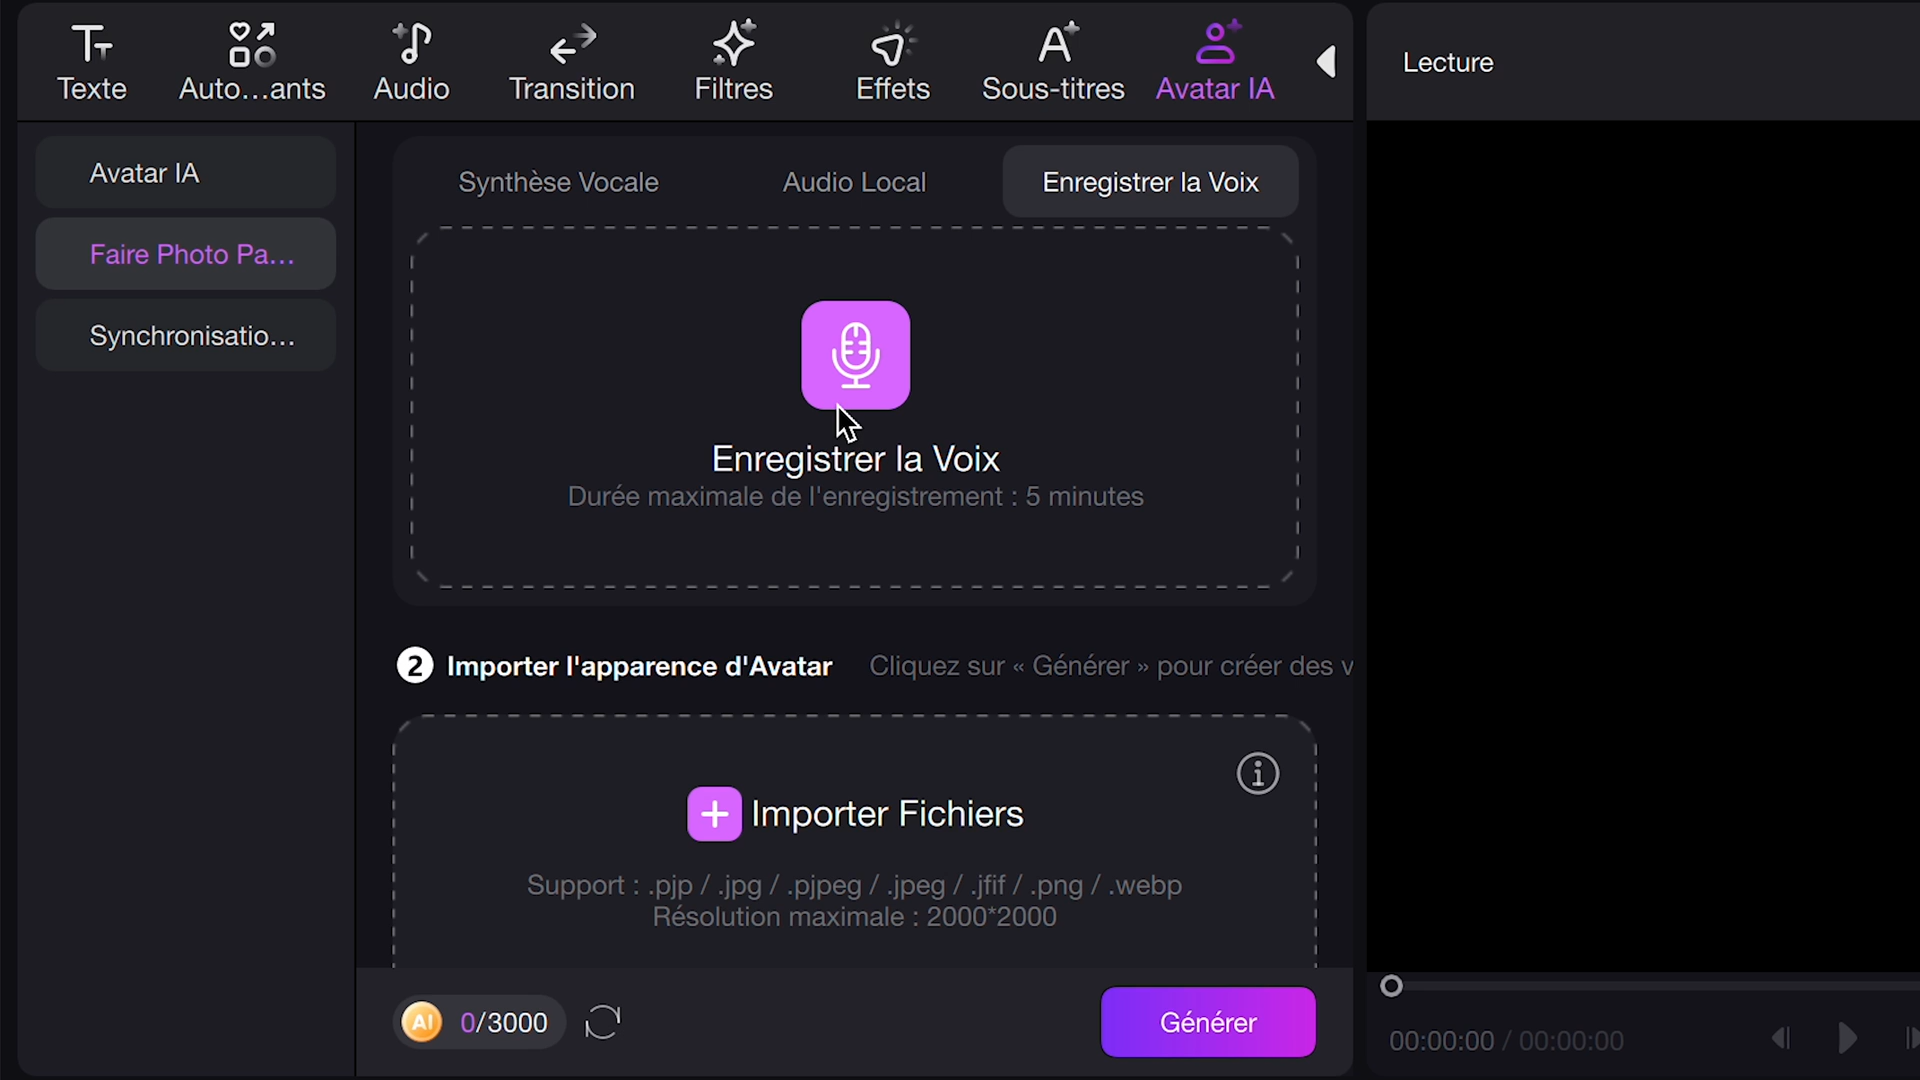 Texte
Auto...ants
Audio
Transition
Filtres
Effets
Sous-titres
Avatar IA
Lecture
Avatar IA
Faire Photo Pa...
Synchronisatio...
Synthèse Vocale
Audio Local
Enregistrer la Voix
Enregistrer la Voix
Durée maximale de l'enregistrement : 5 minutes
2 Importer l'apparence d'Avatar
Cliquez sur « Générer » pour créer des v
Importer Fichiers
Support : .pjp / .jpg / .pjpeg / .jpeg / .jfif / .png / .webp
Résolution maximale : 2000*2000
AI 0/3000
Générer
00:00:00 / 00:00:00